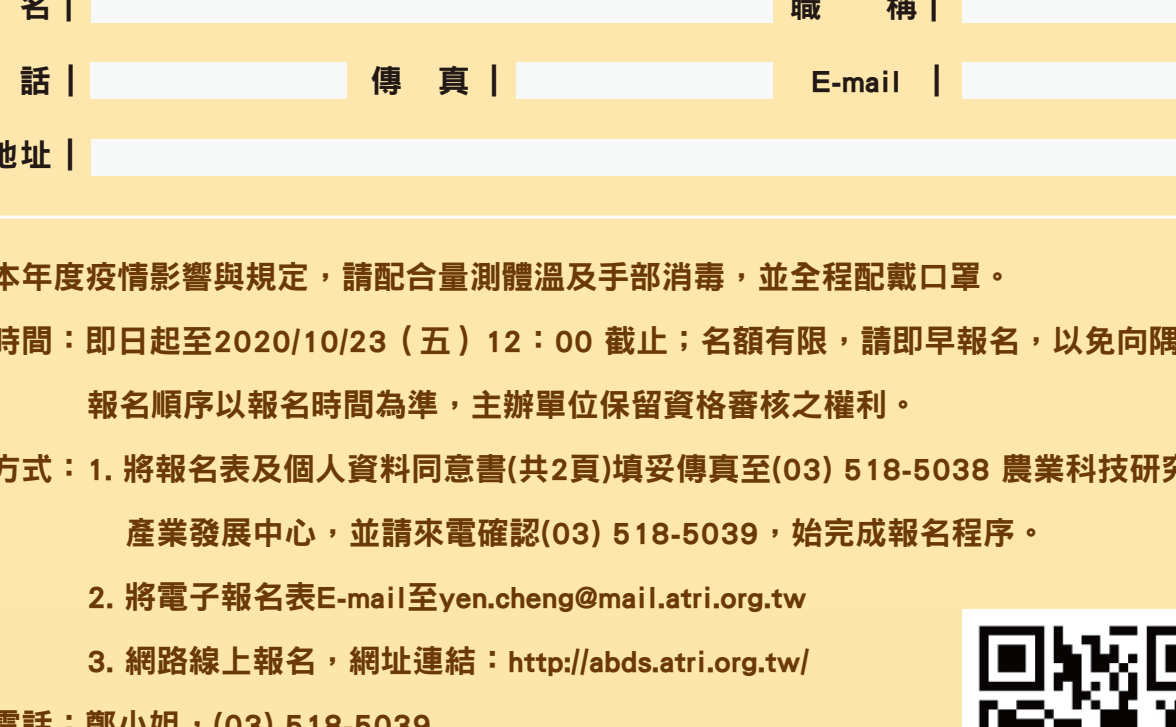 名| 職 稱|
話| 傳 真| E-mail |
地址|
本年度疫情影響與規定，請配合量測體溫及手部消毒，並全程配戴口罩。
時間：即日起至2020/10/23（五）12：00 截止；名額有限，請即早報名，以免向隅
報名順序以報名時間為準，主辦單位保留資格審核之權利。
方式：1. 將報名表及個人資料同意書(共2頁)填妥傳真至(03) 518-5038 農業科技研究
產業發展中心，並請來電確認(03) 518-5039，始完成報名程序。
2. 將電子報名表E-mail至yen.cheng@mail.atri.org.tw
3. 網路線上報名，網址連結：http://abds.atri.org.tw/
電話：鄭小姐，(03) 518-5039